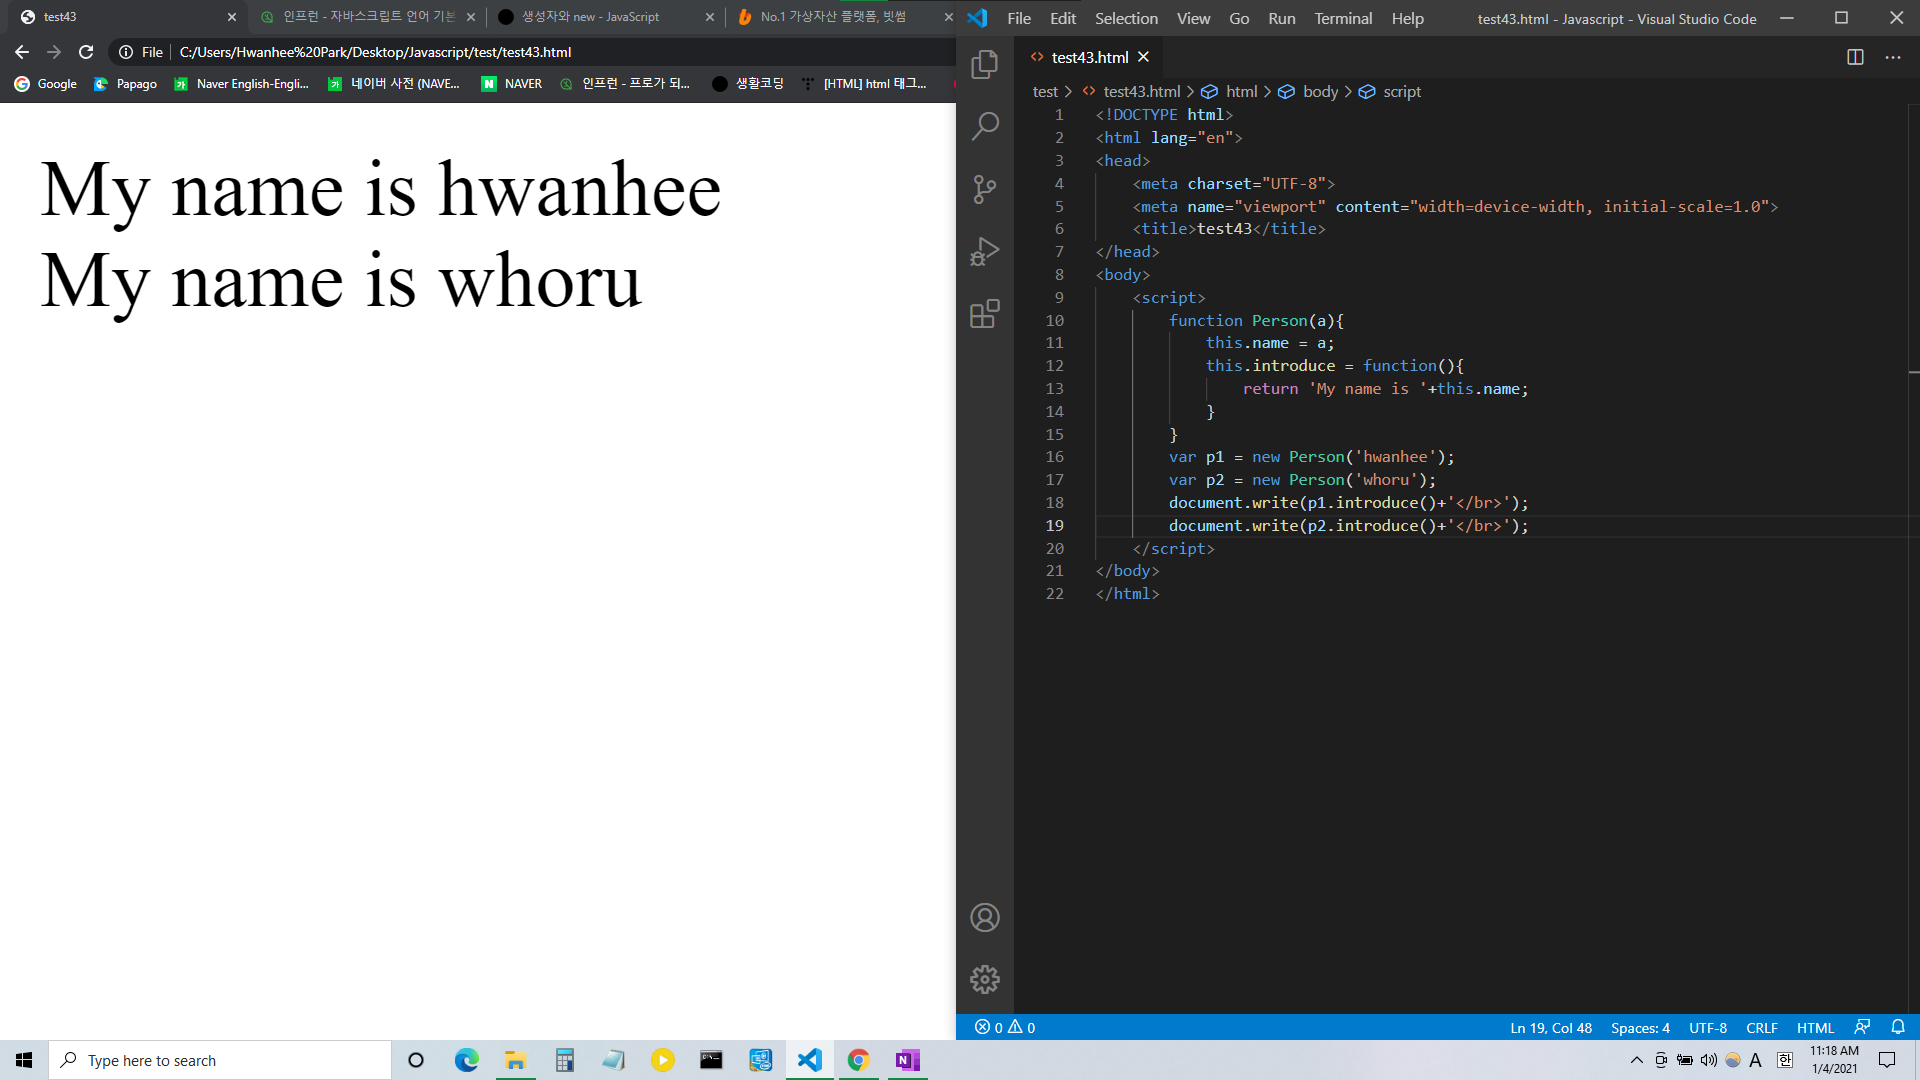 test43
인프런 - 자바스크립트 언어 기본
생성자와 new - JavaScript
No.1 가상자산 플랫폼, 빗썸
File
C:/Users/Hwanhee%20Park/Desktop/Javascript/test/test43.html
Google
Papago
Naver English-Engli...
네이버 사전 (NAVE...
NAVER
인프런 - 프로가 되...
생활코딩
[HTML] html 태그...
My name is hwanhee
My name is whoru
File Edit Selection View Go Run Terminal Help
test43.html - Javascript - Visual Studio Code
test43.html
test > test43.html > html > body > script
1 <!DOCTYPE html>
2 <html lang="en">
3 <head>
4 <meta charset="UTF-8">
5 <meta name="viewport" content="width=device-width, initial-scale=1.0">
6 <title>test43</title>
7 </head>
8 <body>
9 <script>
10 function Person(a){
11 this.name = a;
12 this.introduce = function(){
13 return 'My name is '+this.name;
14 }
15 }
16 var p1 = new Person('hwanhee');
17 var p2 = new Person('whoru');
18 document.write(p1.introduce()+'</br>');
19 document.write(p2.introduce()+'</br>');
20 </script>
21 </body>
22 </html>
0 0
Ln 19, Col 48 Spaces: 4 UTF-8 CRLF HTML
Type here to search
A 한
11:18 AM
1/4/2021